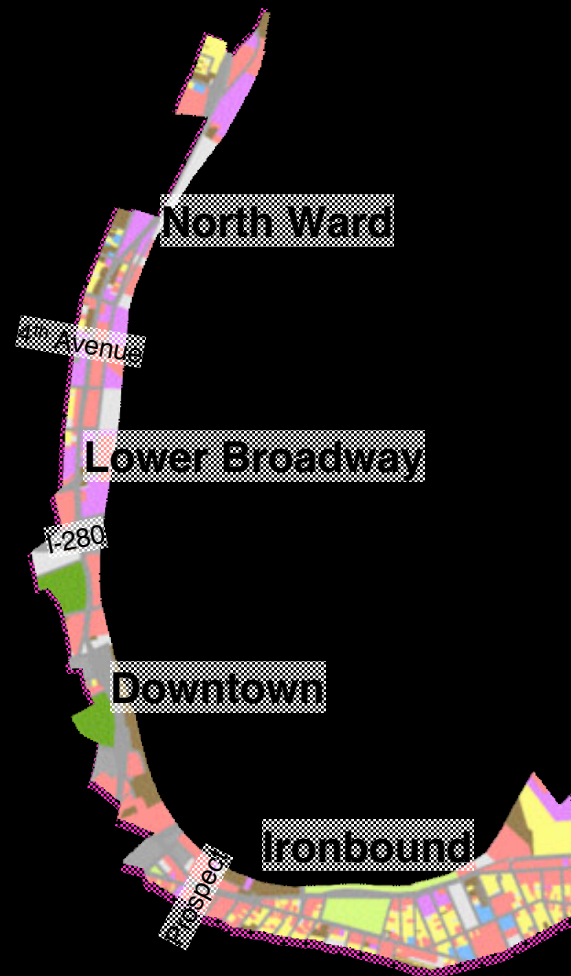 North Ward
4th Avenue
Lower Broadway
I-280
Downtown
Ironbound
Prospect